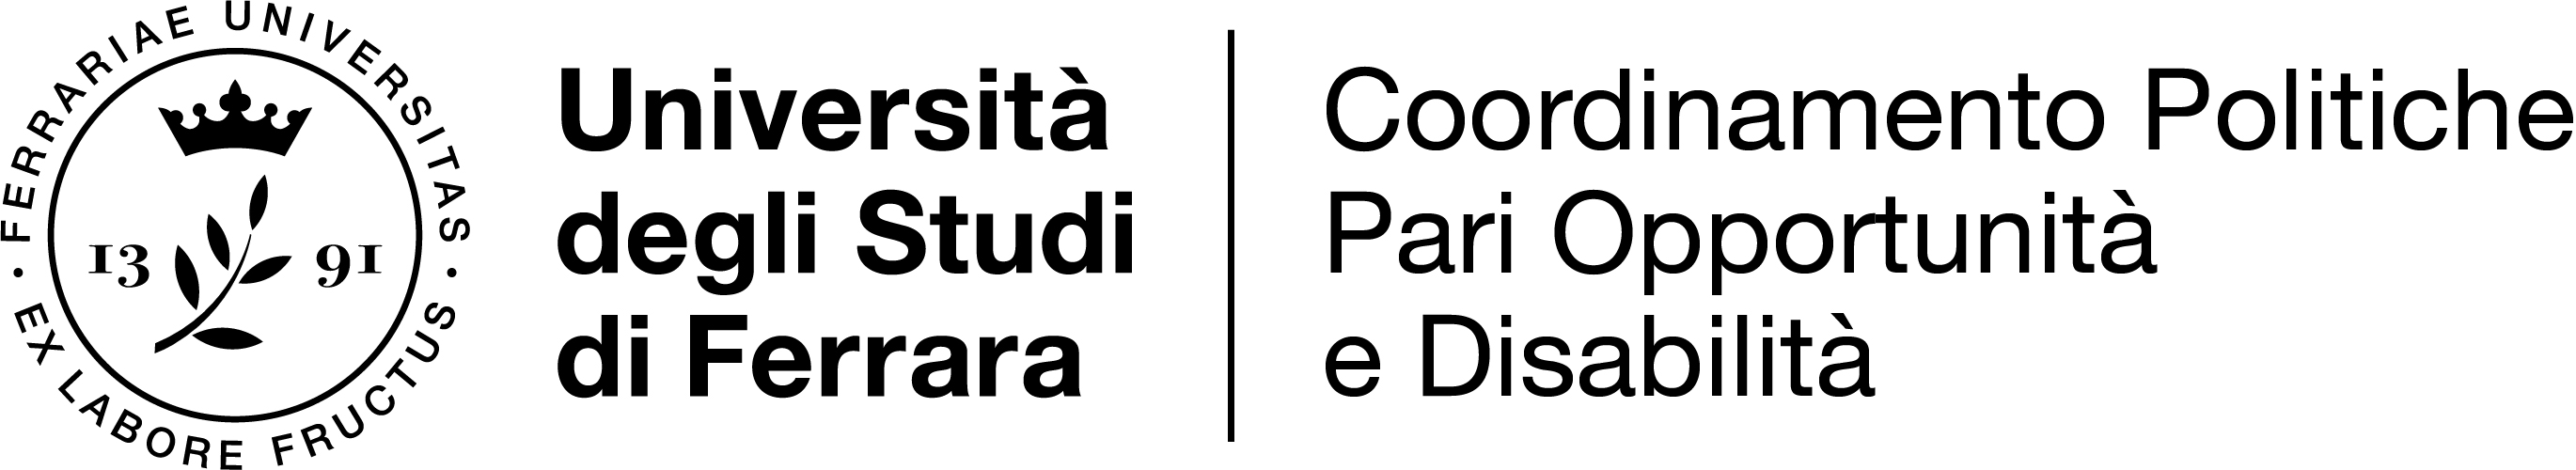 FERRARIAE UNIVERSITAS
13 91
EX LABORE FRUCTUS
Università
degli Studi
di Ferrara
Coordinamento Politiche
Pari Opportunità
e Disabilità